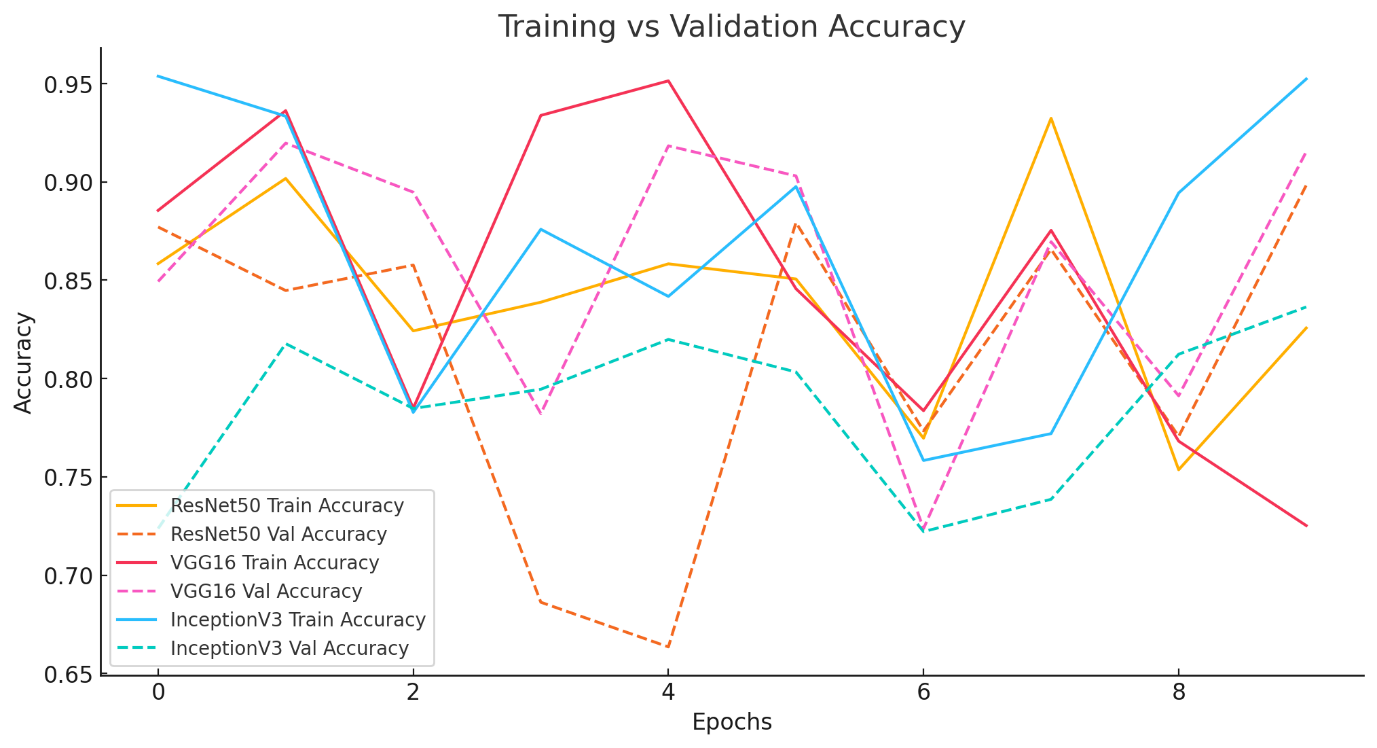 Training vs Validation Accuracy
Accuracy
0.95
0.90
0.85
0.80
0.75
0.70
0.65
ResNet50 Train Accuracy
ResNet50 Val Accuracy
VGG16 Train Accuracy
VGG16 Val Accuracy
InceptionV3 Train Accuracy
InceptionV3 Val Accuracy
0 2 4 6 8
Epochs